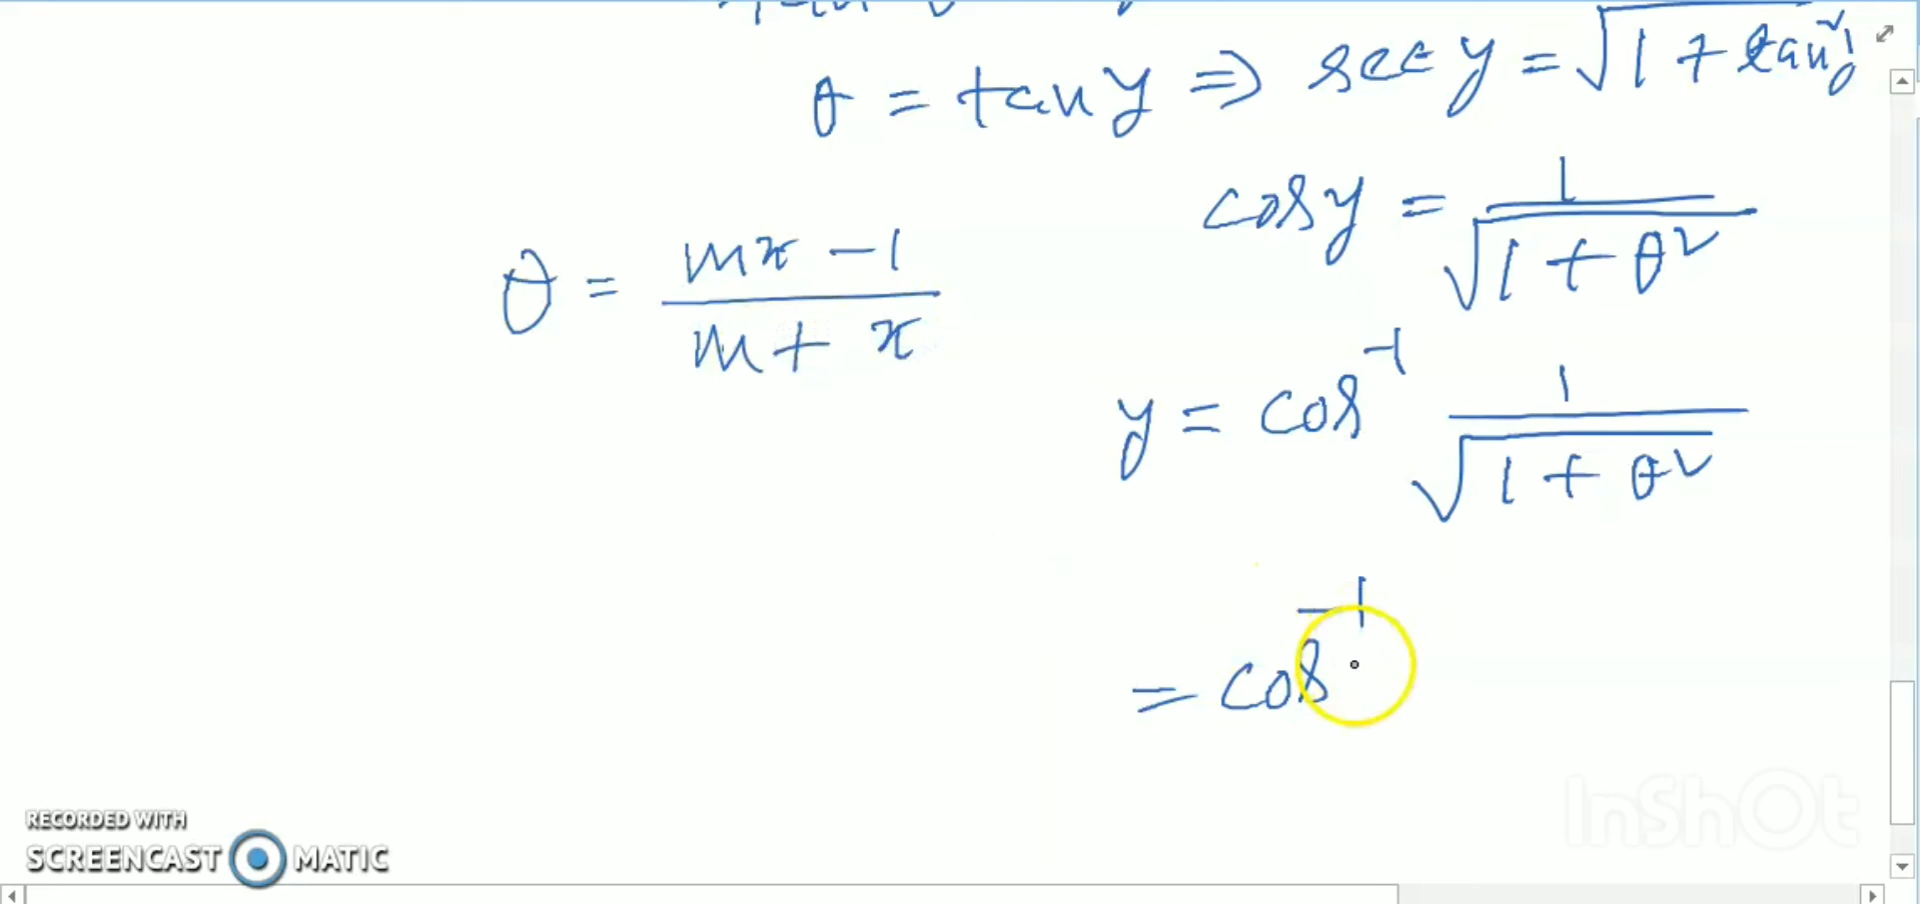 θ = tan y ⇒ sec y = √1 + tan²y
cos y = 1/√1 + θ²
θ = mx - 1 / m + x
y = cos⁻¹ 1/√1 + θ²
= cos⁻¹
RECORDED WITH
SCREENCAST MATIC
InShOt